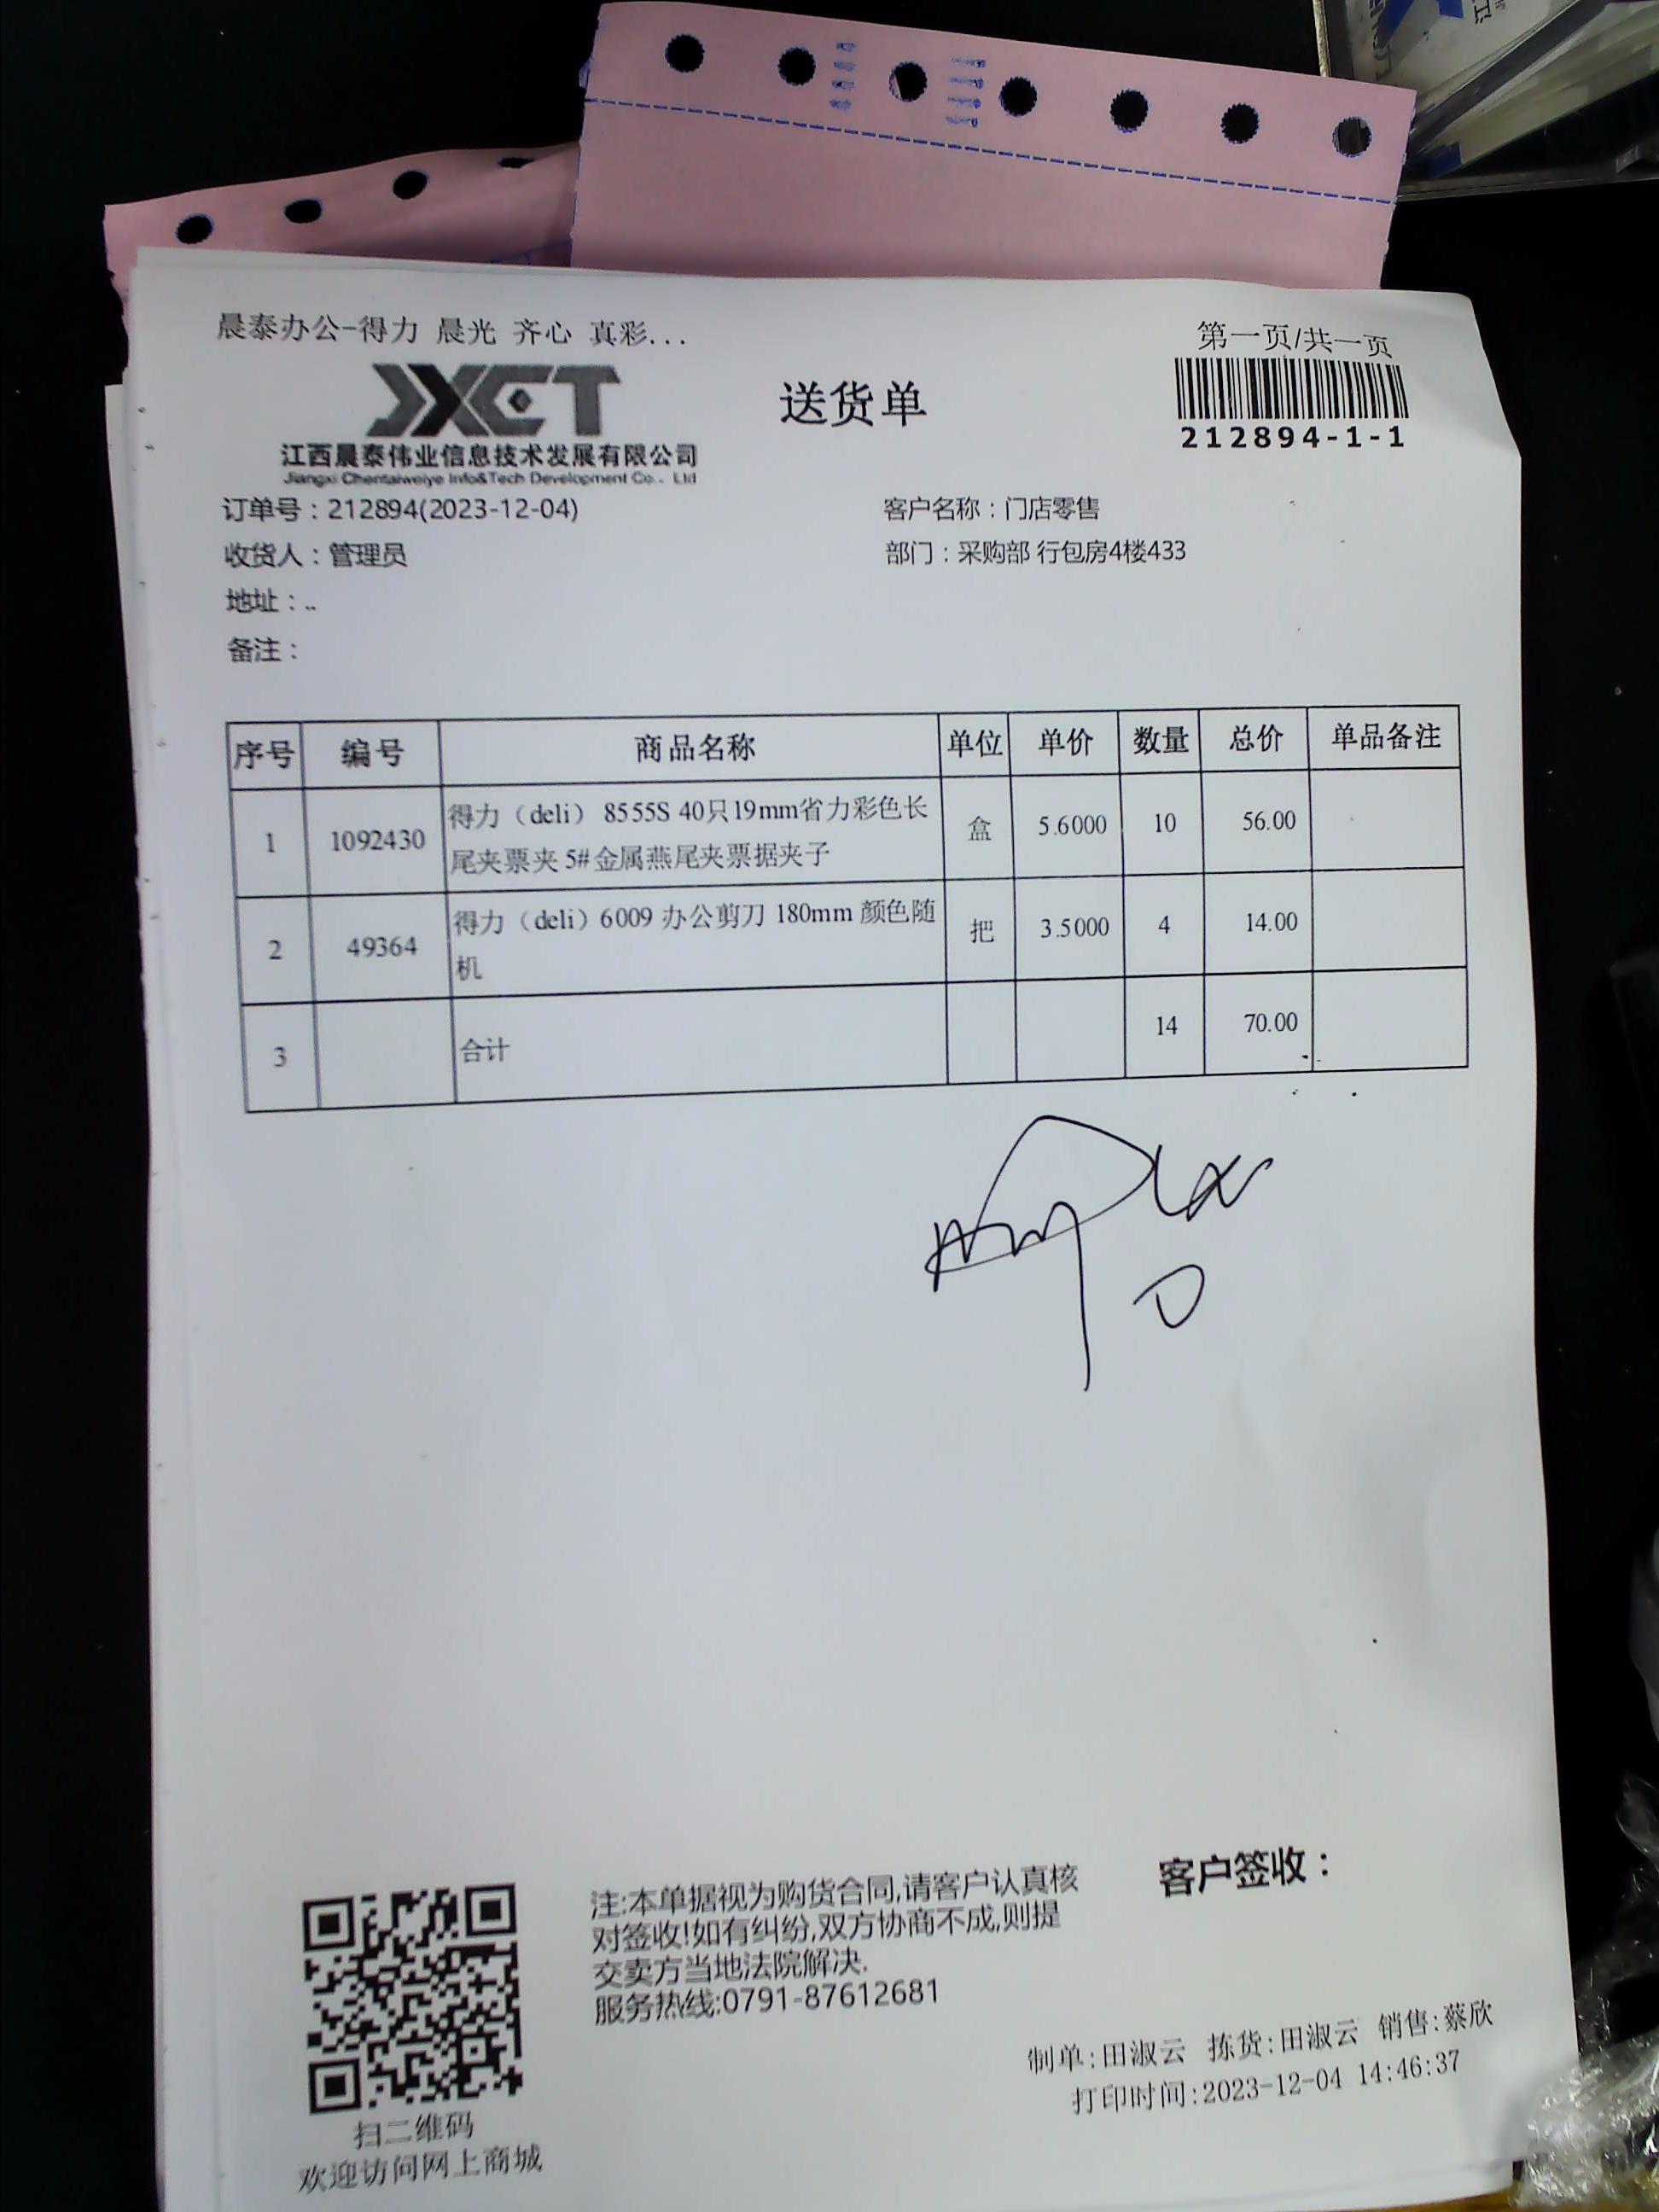 晨泰办公-得力 晨光 齐心 真彩...
第一页/共一页
JXCT
送货单
212894-1-1
江西晨泰伟业信息技术发展有限公司
Jiangxi Chentaiweiye Info&Tech Development Co., Ltd
订单号：212894(2023-12-04)
客户名称：门店零售
收货人：管理员
部门：采购部 行包房4楼433
地址：..
备注：
序号 编号 商品名称 单位 单价 数量 总价 单品备注
1 1092430 得力（deli） 8555S 40只19mm省力彩色长 盒 5.6000 10 56.00
尾夹票夹 5#金属燕尾夹票据夹子
2 49364 得力（deli）6009 办公剪刀 180mm 颜色随 把 3.5000 4 14.00
机
3 合计 14 70.00
客户签收：
注:本单据视为购货合同,请客户认真核
对签收!如有纠纷,双方协商不成,则提
交卖方当地法院解决.
服务热线:0791-87612681
制单:田淑云 拣货:田淑云 销售:蔡欣
打印时间:2023-12-04 14:46:37
扫二维码
欢迎访问网上商城